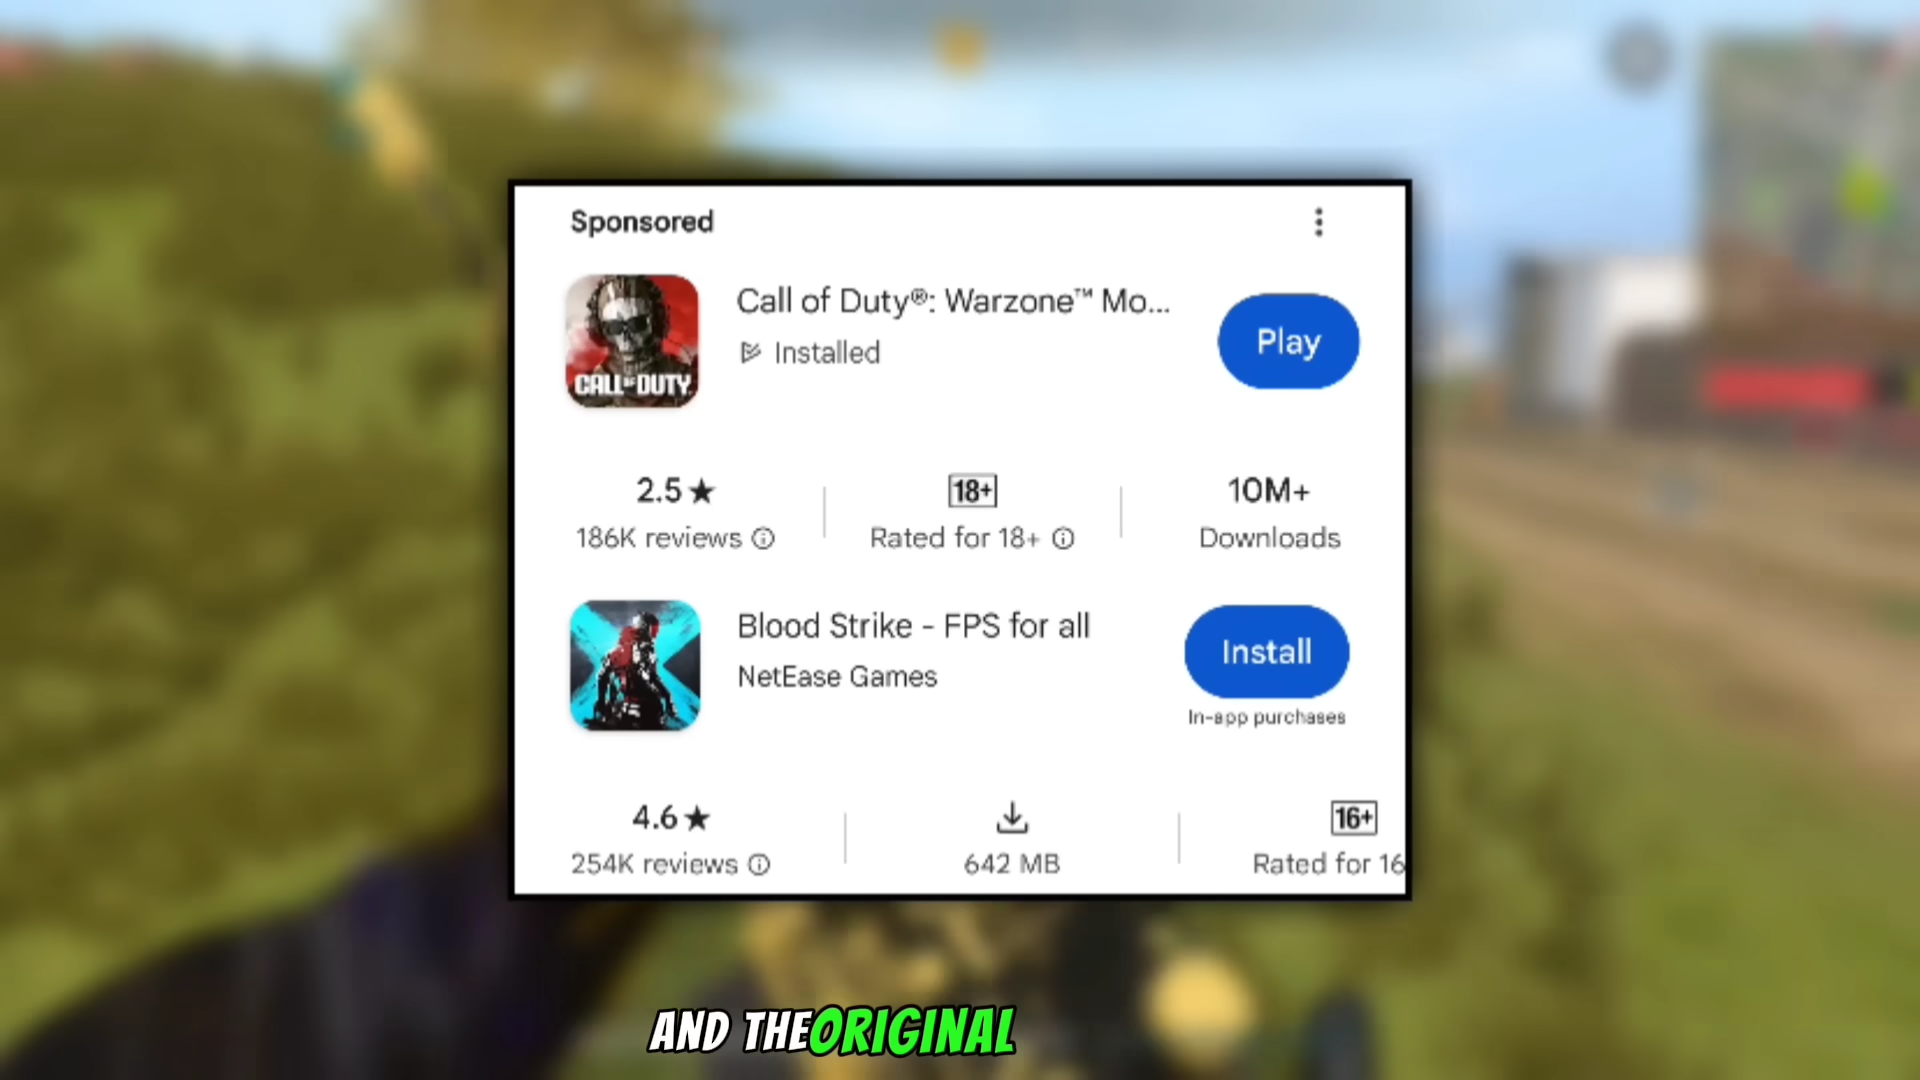 Sponsored
Call of Duty®: Warzone™ Mo...
Installed
Play
CALL OF DUTY
2.5★
18+
10M+
186K reviews
Rated for 18+
Downloads
Blood Strike - FPS for all
Install
NetEase Games
In-app purchases
4.6★
16+
254K reviews
642 MB
Rated for 16
AND THE ORIGINAL